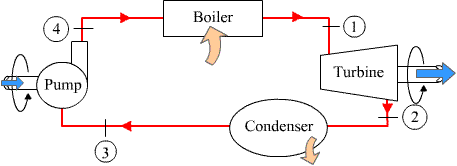 Boiler
1
4
Turbine
Pump
2
Condenser
3